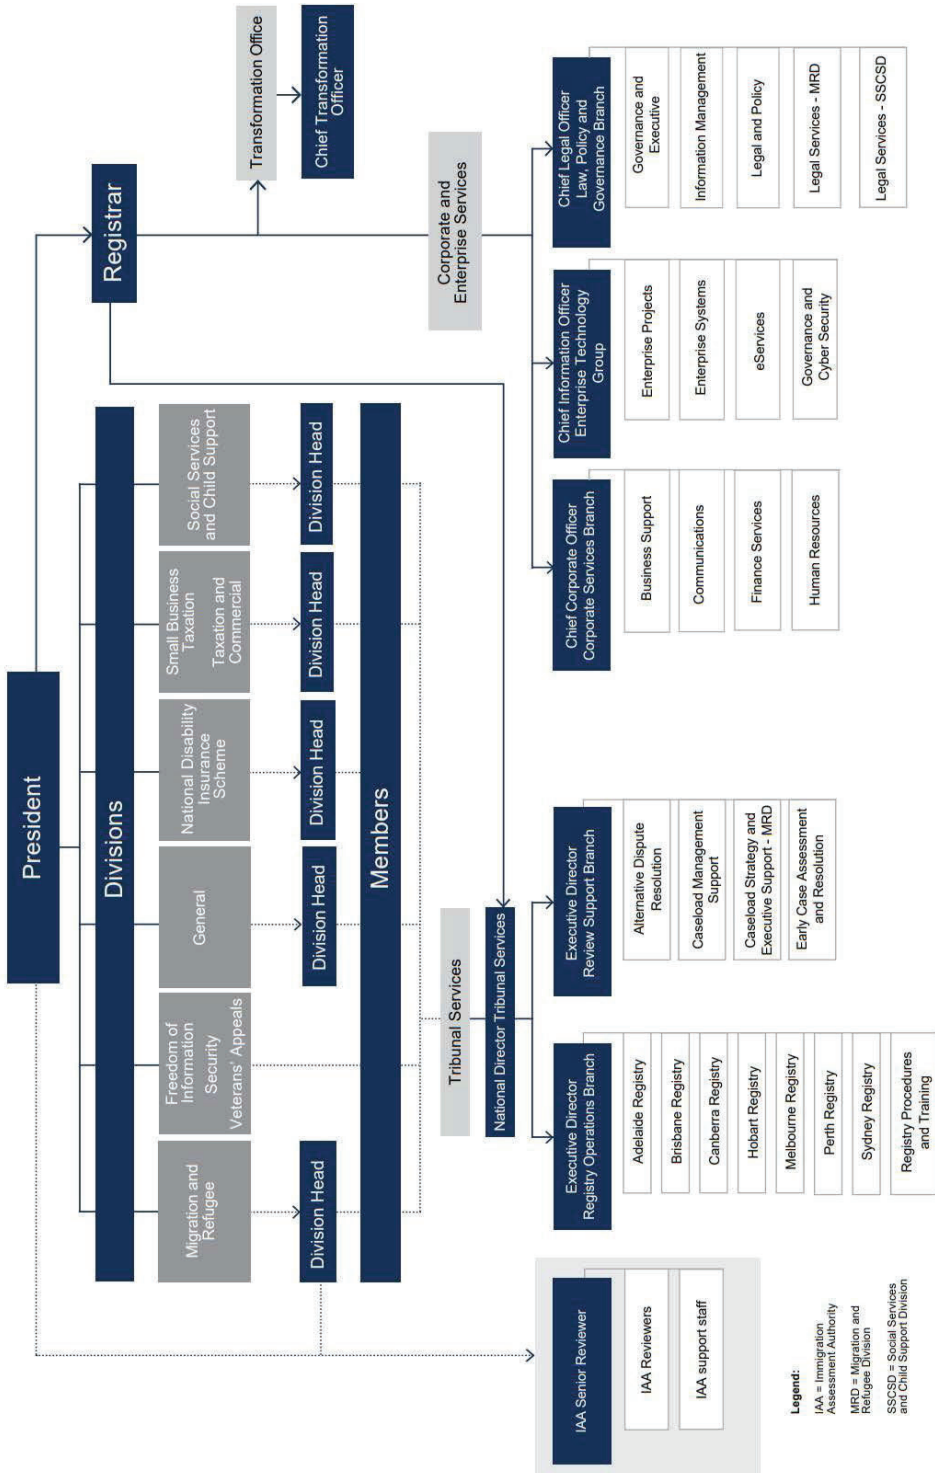 President
Registrar
Transformation Office
Chief Transformation
Officer
Divisions
Migration and
Refugee
Freedom of
Information
Security
Veterans' Appeals
General
National Disability
Insurance
Scheme
Small Business
Taxation
Taxation and
Commercial
Social Services
and Child Support
Division Head
Division Head
Division Head
Division Head
Division Head
Members
Tribunal Services
National Director Tribunal Services
Corporate and
Enterprise Services
IAA Senior Reviewer
IAA Reviewers
IAA support staff
Executive Director
Registry Operations Branch
Adelaide Registry
Brisbane Registry
Canberra Registry
Hobart Registry
Melbourne Registry
Perth Registry
Sydney Registry
Registry Procedures
and Training
Executive Director
Review Support Branch
Alternative Dispute
Resolution
Caseload Management
Support
Caseload Strategy and
Executive Support - MRD
Early Case Assessment
and Resolution
Chief Corporate Officer
Corporate Services Branch
Business Support
Communications
Finance Services
Human Resources
Chief Information Officer
Enterprise Technology
Group
Enterprise Projects
Enterprise Systems
eServices
Governance and
Cyber Security
Chief Legal Officer
Law, Policy and
Governance Branch
Governance and
Executive
Information Management
Legal and Policy
Legal Services - MRD
Legal Services - SSCSD
Legend:
IAA = Immigration
Assessment Authority
MRD = Migration and
Refugee Division
SSCSD = Social Services
and Child Support Division